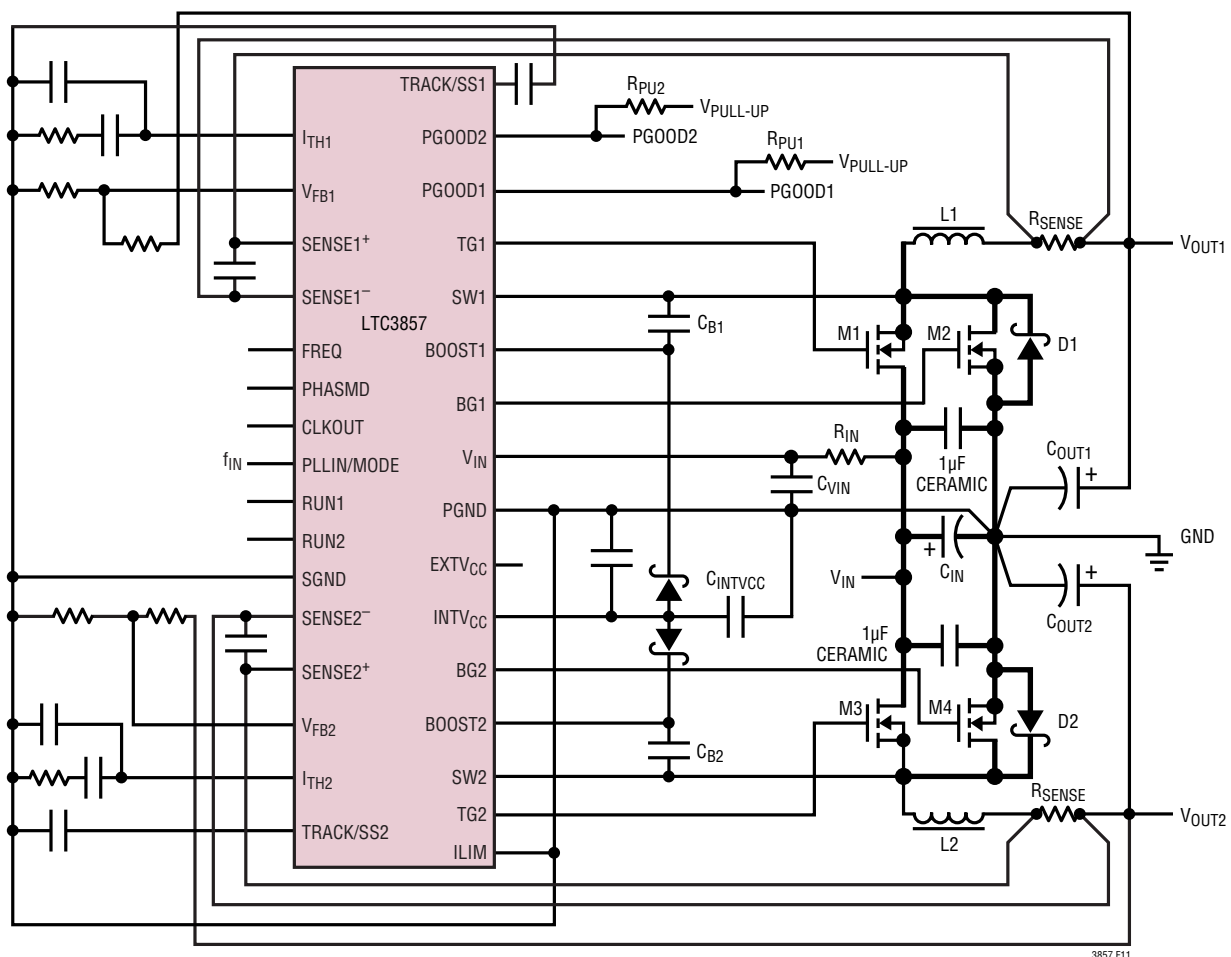 TRACK/SS1
RPU2
VPULL-UP
ITH1
PGOOD2
PGOOD2
RPU1
VPULL-UP
VFB1
PGOOD1
PGOOD1
L1
RSENSE
SENSE1+
TG1
VOUT1
SENSE1–
SW1
LTC3857
CB1
M1
M2
D1
FREQ
BOOST1
PHASMD
BG1
CLKOUT
RIN
fIN
PLLIN/MODE
VIN
1µF
CERAMIC
COUT1
+
CVIN
RUN1
PGND
RUN2
GND
+
CIN
SGND
EXTVCC
CINTVCC
VIN
+
COUT2
SENSE2–
INTVCC
1µF
CERAMIC
SENSE2+
BG2
M3
M4
D2
VFB2
BOOST2
CB2
ITH2
SW2
RSENSE
TG2
VOUT2
TRACK/SS2
ILIM
L2
3857 F11